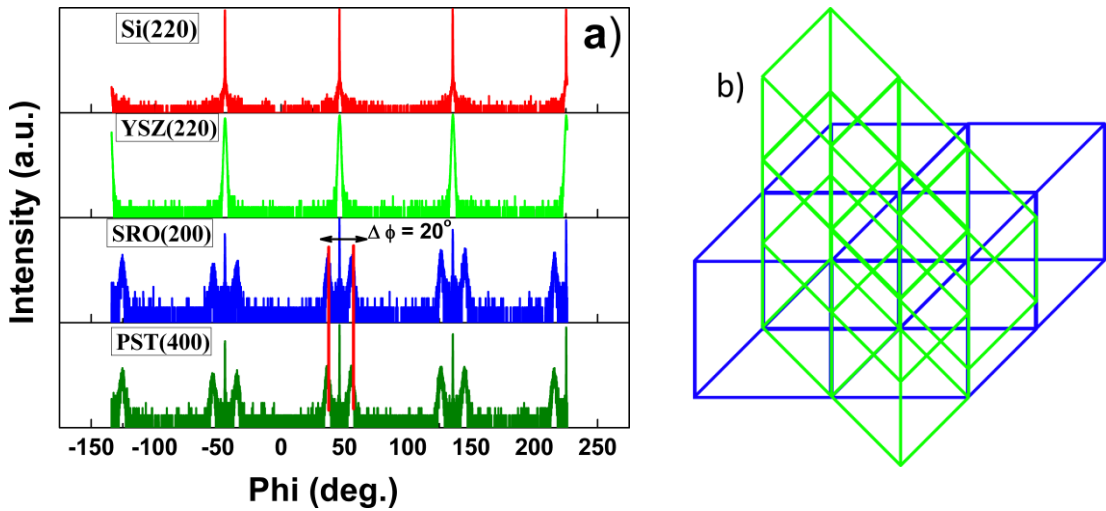 a)
Si(220)
YSZ(220)
SRO(200)
Δ ϕ = 20°
PST(400)
Intensity (a.u.)
-150 -100 -50 0 50 100 150 200 250
Phi (deg.)
b)